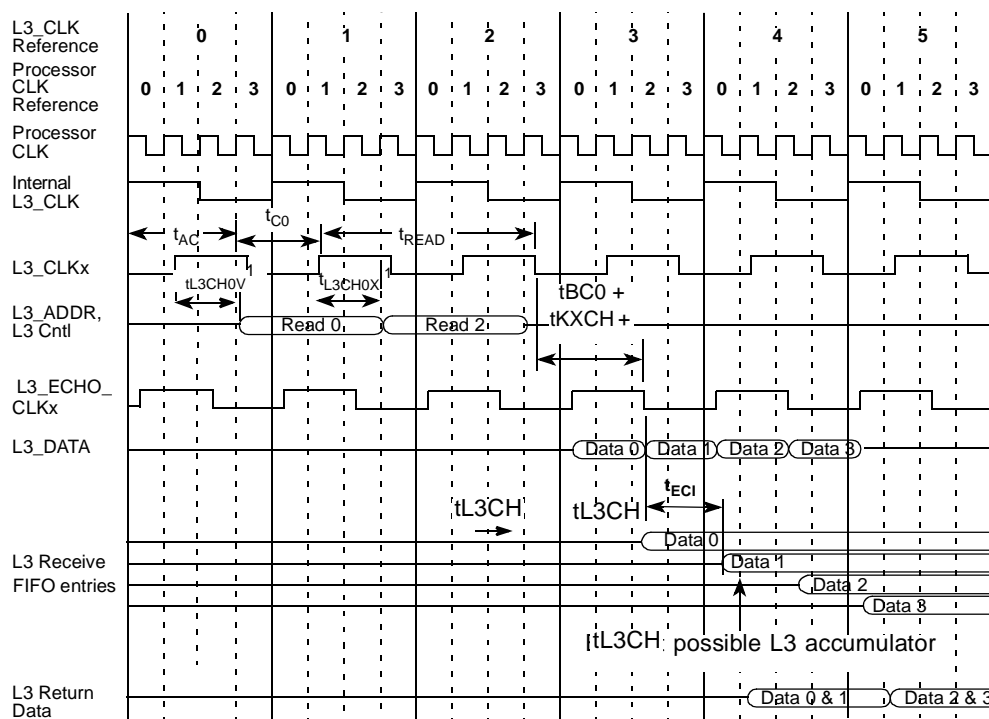 L3_CLK
Reference
0 1 2 3 4 5
Processor
CLK
Reference
0 1 2 3 0 1 2 3 0 1 2 3 0 1 2 3 0 1 2 3 0 1 2 3
Processor
CLK
Internal
L3_CLK
tAC tC0 tREAD
L3_CLKx
1 1
tL3CH0V tL3CH0X
tBC0 +
tKXCH +
L3_ADDR,
L3 Cntl
Read 0 Read 2
L3_ECHO_
CLKx
L3_DATA
Data 0 Data 1 Data 2 Data 3
tECI
tL3CH tL3CH
Data 0
L3 Receive
Data 1
FIFO entries
Data 2
Data 3
tL3CH possible L3 accumulator
L3 Return
Data
Data 0 & 1 Data 2 & 3